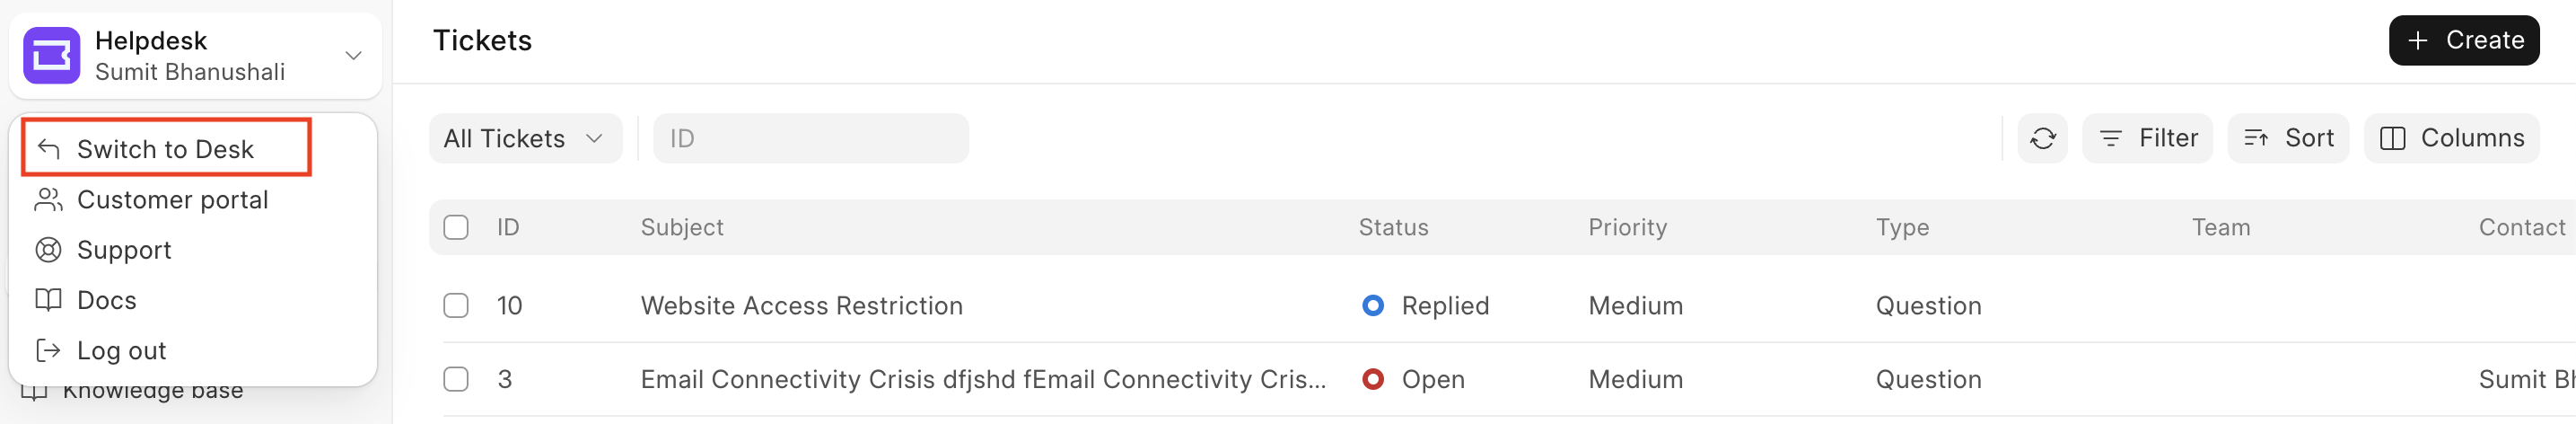 Helpdesk
Sumit Bhanushali
Switch to Desk
Customer portal
Support
Docs
Log out
Knowledge base
Tickets
Create
All Tickets
ID
Filter
Sort
Columns
ID Subject Status Priority Type Team Contact
10 Website Access Restriction Replied Medium Question
3 Email Connectivity Crisis dfjshd fEmail Connectivity Cris... Open Medium Question Sumit Bh